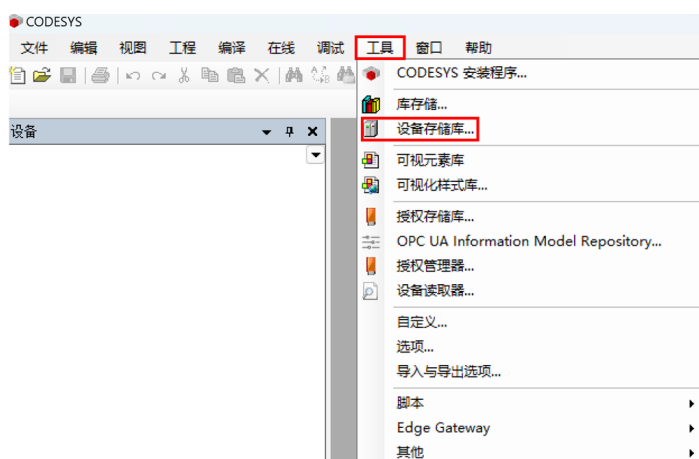 CODESYS
文件 编辑 视图 工程 编译 在线 调试 工具 窗口 帮助
设备
CODESYS 安装程序...
库存储...
设备存储库...
可视元素库
可视化样式库...
授权存储库...
OPC UA Information Model Repository...
授权管理器...
设备读取器...
自定义...
选项...
导入与导出选项...
脚本
Edge Gateway
其他